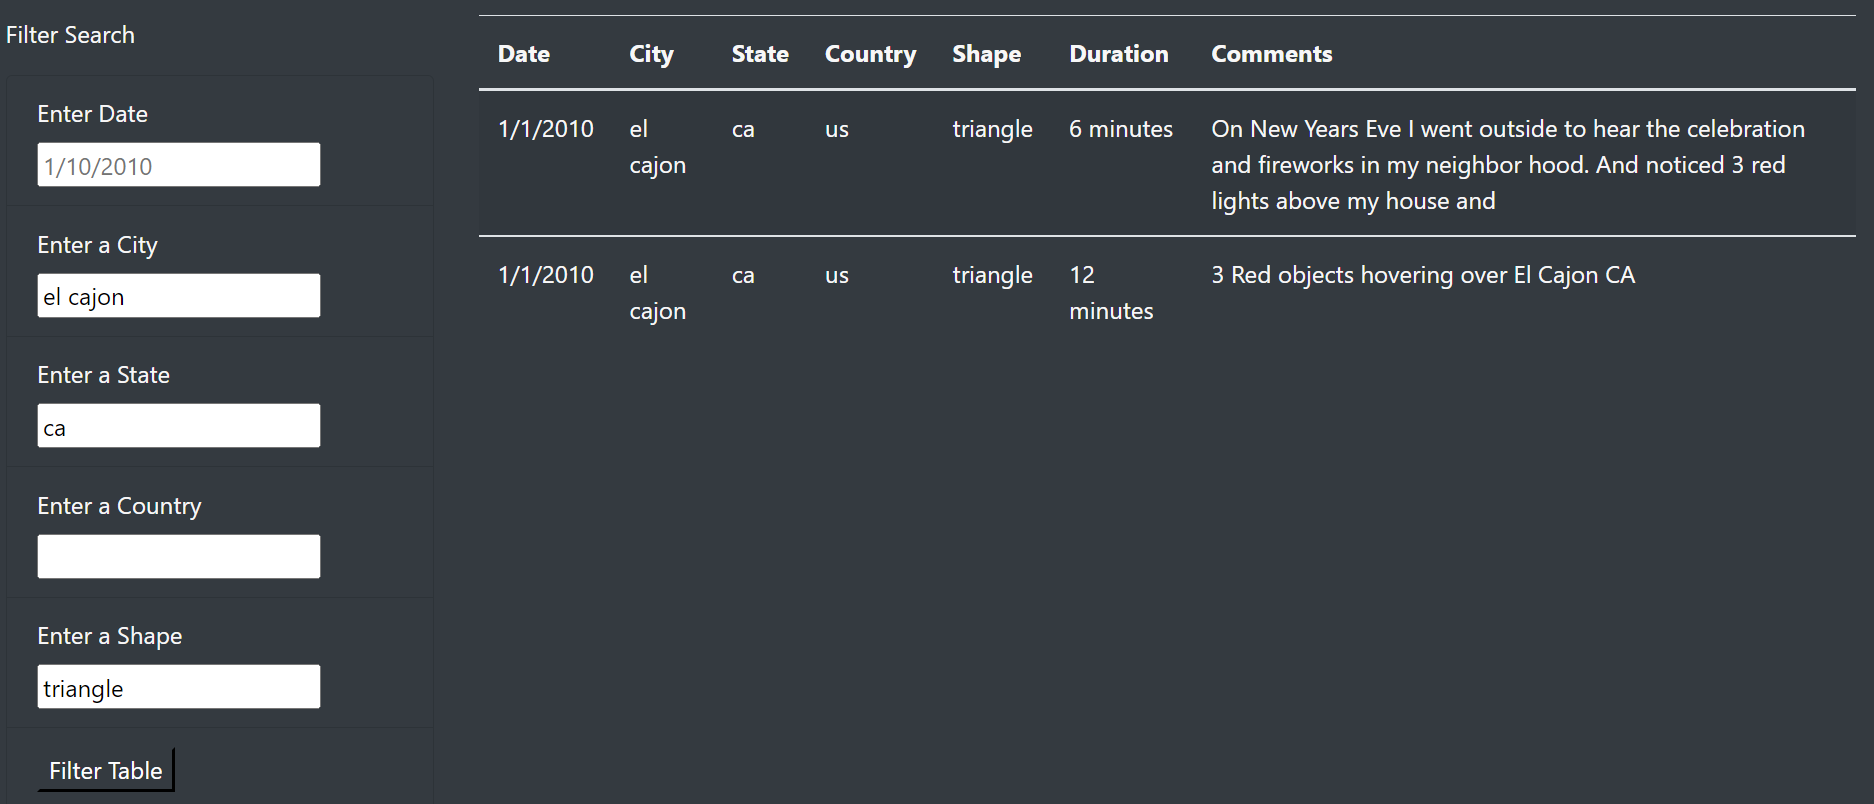 Filter Search
Enter Date
1/10/2010
Enter a City
el cajon
Enter a State
ca
Enter a Country
Enter a Shape
triangle
Filter Table
Date City State Country Shape Duration Comments
1/1/2010 el ca us triangle 6 minutes On New Years Eve I went outside to hear the celebration
cajon and fireworks in my neighbor hood. And noticed 3 red
lights above my house and
1/1/2010 el ca us triangle 12 3 Red objects hovering over El Cajon CA
cajon minutes